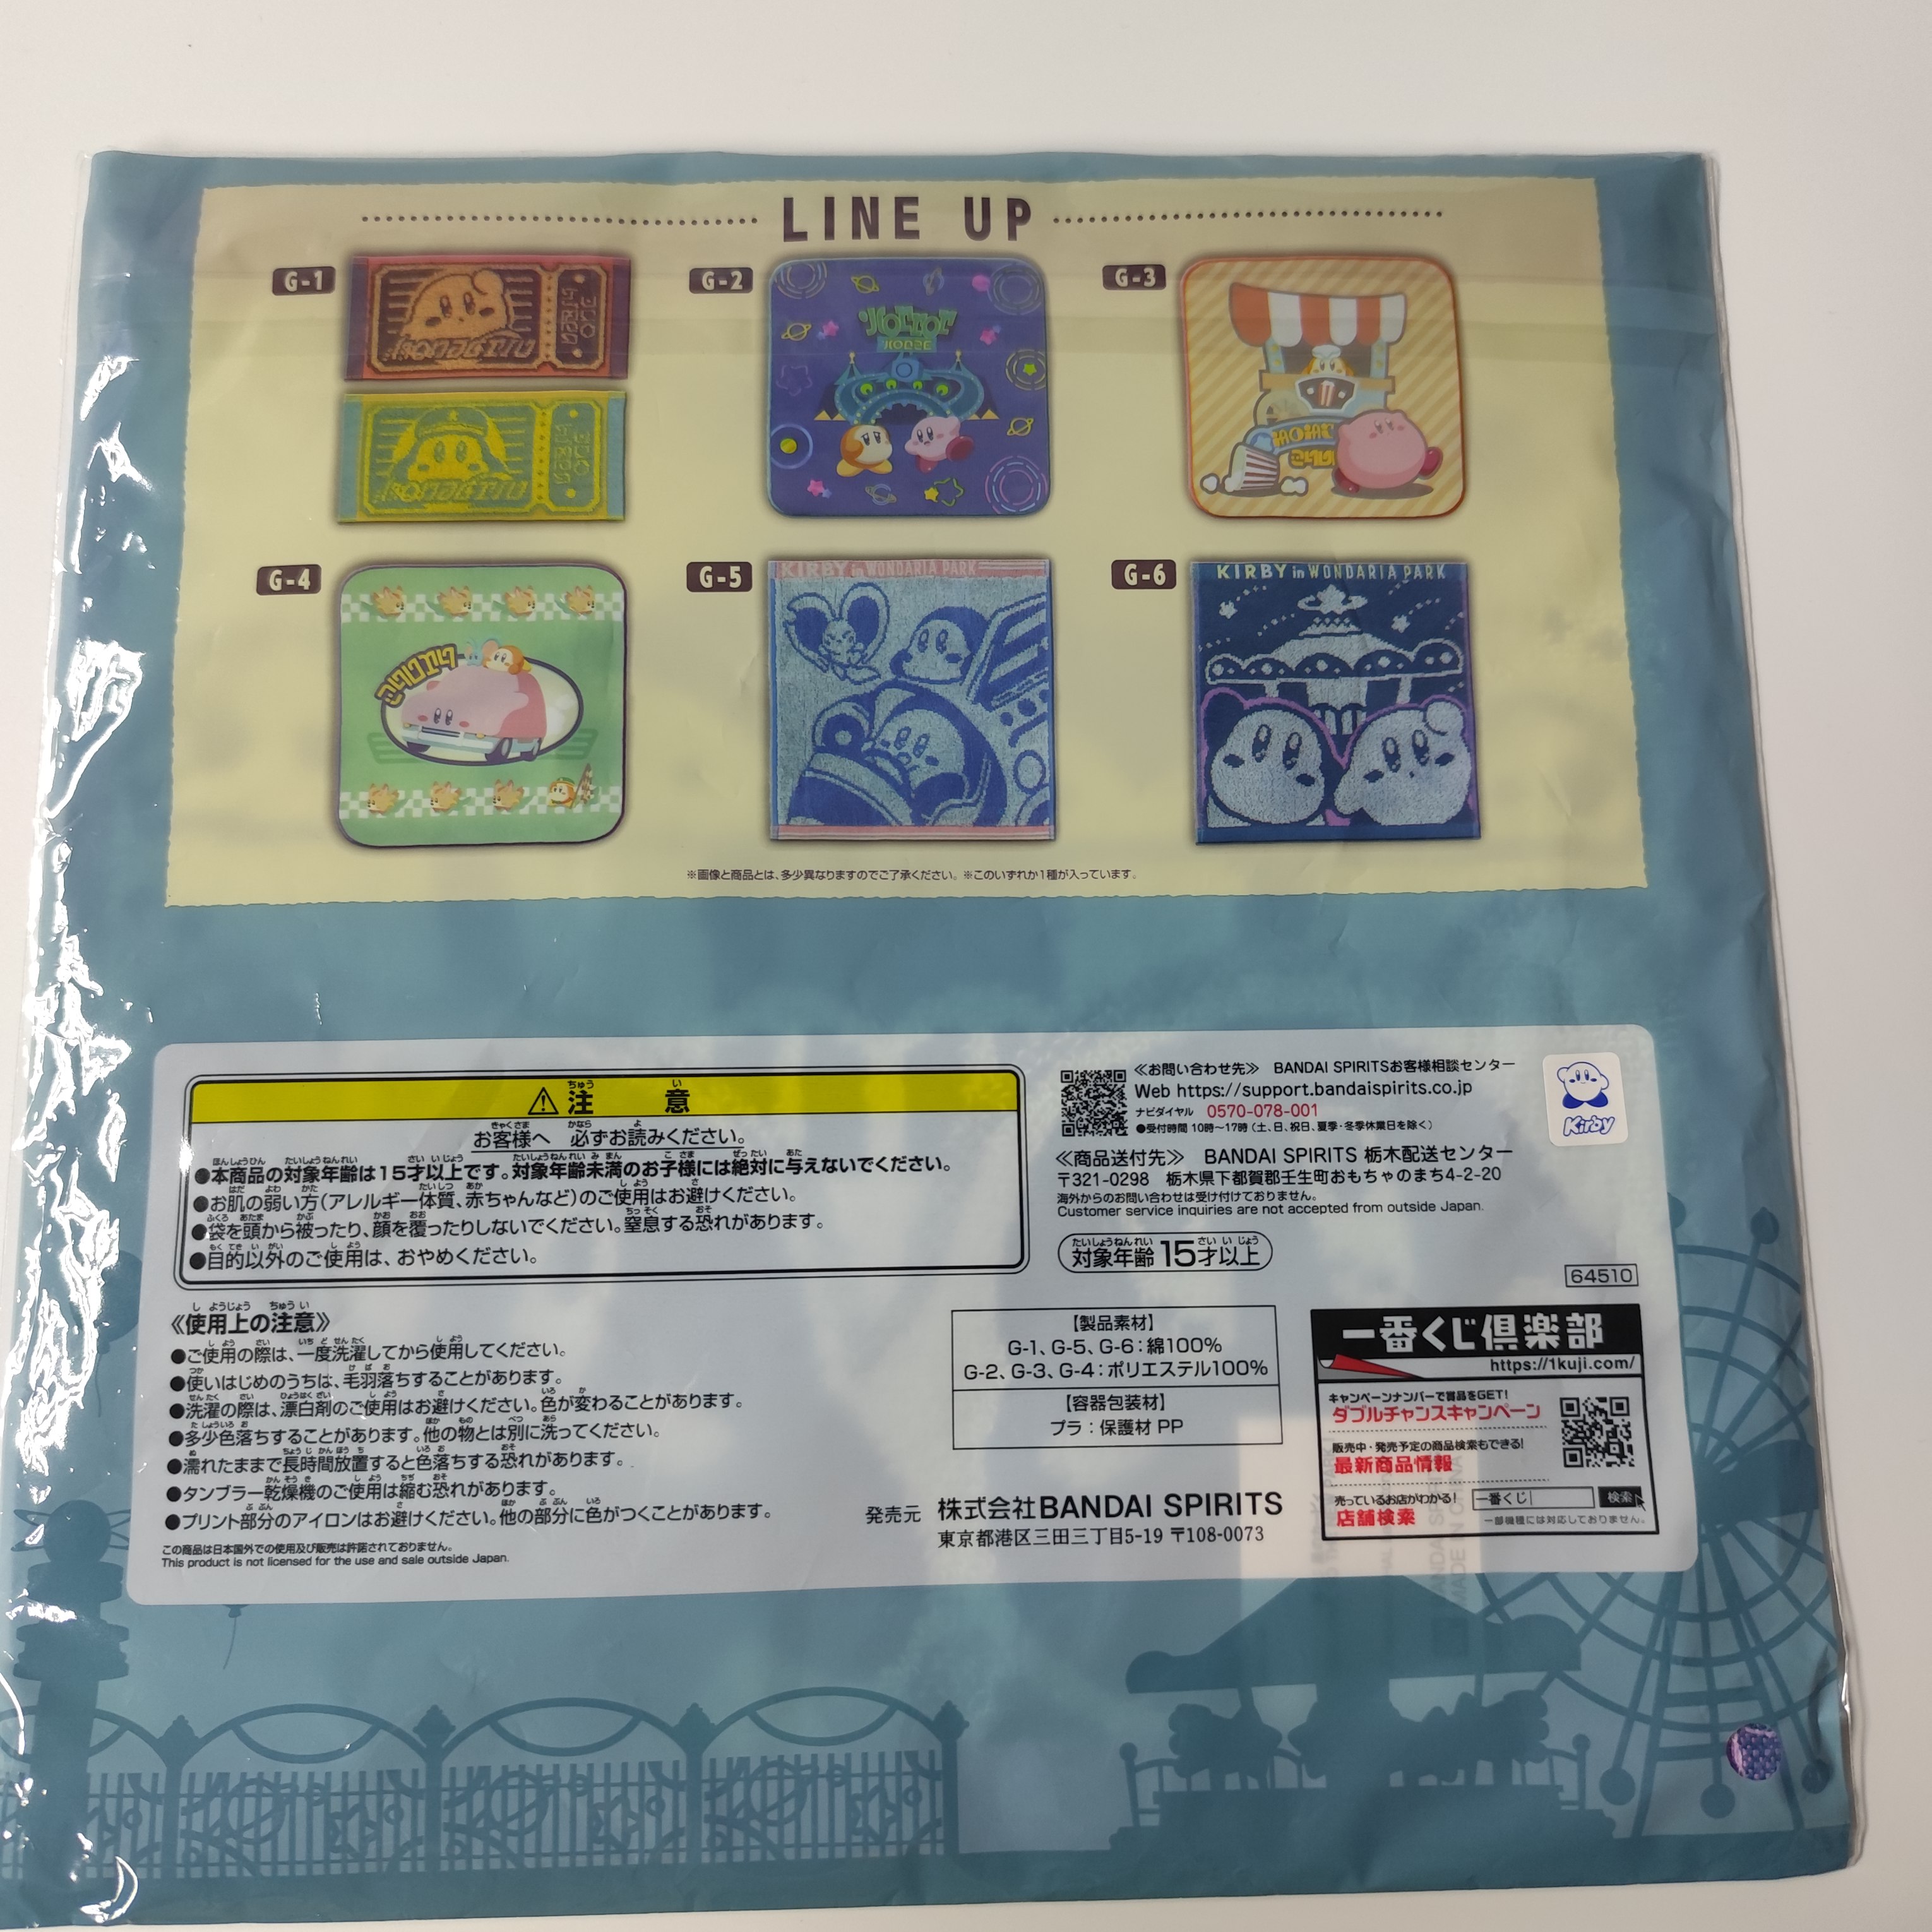 LINE UP
G-1
G-2
G-3
G-4
G-5
KIRBY in WONDARIA PARK
G-6
KIRBY in WONDARIA PARK
※画像と商品とは、多少異なりますのでご了承ください。※このいずれか1種が入っています。
⚠注意
お客様へ 必ずお読みください。
●本商品の対象年齢は15才以上です。対象年齢未満のお子様には絶対に与えないでください。
●お肌の弱い方(アレルギー体質、赤ちゃんなど)のご使用はお避けください。
●袋を頭から被ったり、顔を覆ったりしないでください。窒息する恐れがあります。
●目的以外のご使用は、おやめください。
≪お問い合わせ先≫ BANDAI SPIRITSお客様相談センター
Web https://support.bandaispirits.co.jp
ナビダイヤル 0570-078-001
●受付時間 10時～17時(土、日、祝日、夏季・冬季休業日を除く)
≪商品送付先≫ BANDAI SPIRITS 栃木配送センター
〒321-0298 栃木県下都賀郡壬生町おもちゃのまち4-2-20
海外からのお問い合わせは受け付けておりません。
Customer service inquiries are not accepted from outside Japan.
対象年齢 15才以上
Kirby
64510
≪使用上の注意≫
●ご使用の際は、一度洗濯してから使用してください。
●使いはじめのうちは、毛羽落ちすることがあります。
●洗濯の際は、漂白剤のご使用はお避けください。色が変わることがあります。
●多少色落ちすることがあります。他の物とは別に洗ってください。
●濡れたままで長時間放置すると色落ちする恐れがあります。
●タンブラー乾燥機のご使用は縮む恐れがあります。
●プリント部分のアイロンはお避けください。他の部分に色がつくことがあります。
この商品は日本国外での使用及び販売は許諾されておりません。
This product is not licensed for the use and sale outside Japan.
【製品素材】
G-1、G-5、G-6:綿100%
G-2、G-3、G-4:ポリエステル100%
【容器包装材】
プラ:保護材 PP
発売元 株式会社BANDAI SPIRITS
東京都港区三田三丁目5-19 〒108-0073
一番くじ倶楽部
https://1kuji.com/
キャンペーンナンバーで賞品をGET!
ダブルチャンスキャンペーン
販売中・発売予定の商品検索もできる!
最新商品情報
売っているお店がわかる!
店舗検索
一番くじ 検索
一部機種には対応しておりません。